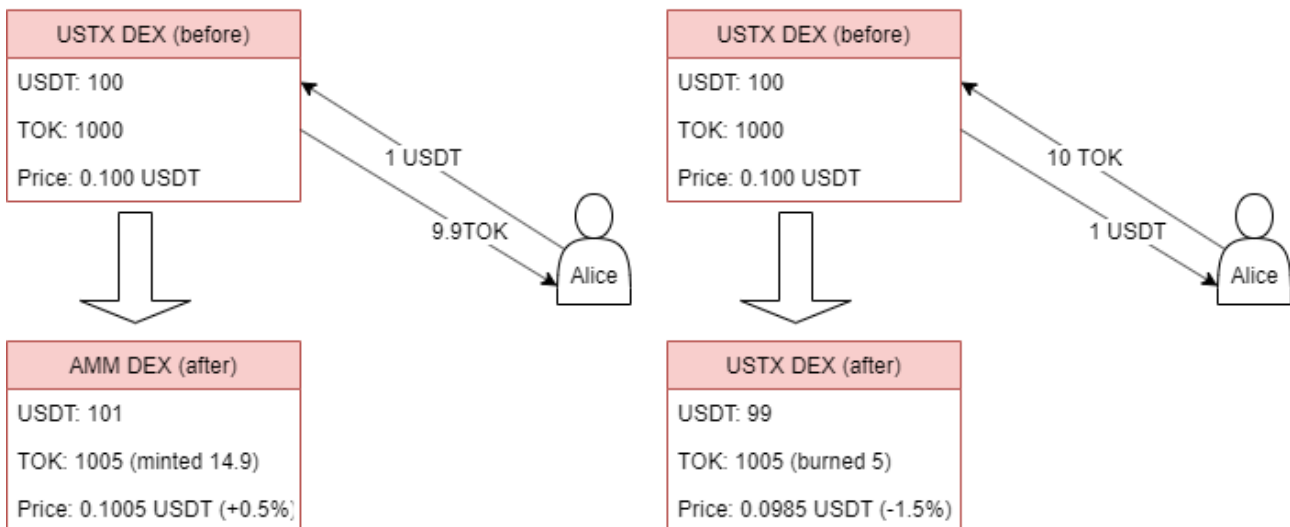 USTX DEX (before)
USDT: 100
TOK: 1000
Price: 0.100 USDT
1 USDT
9.9TOK
Alice
AMM DEX (after)
USDT: 101
TOK: 1005 (minted 14.9)
Price: 0.1005 USDT (+0.5%)
USTX DEX (before)
USDT: 100
TOK: 1000
Price: 0.100 USDT
10 TOK
1 USDT
Alice
USTX DEX (after)
USDT: 99
TOK: 1005 (burned 5)
Price: 0.0985 USDT (-1.5%)